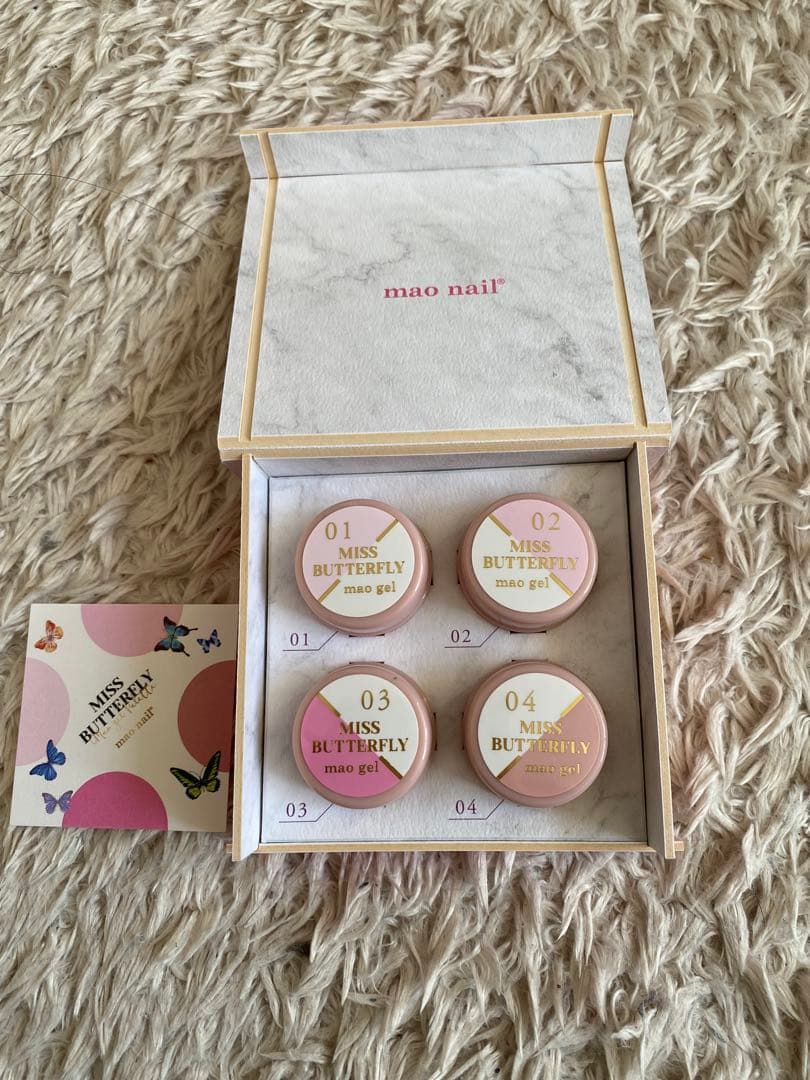 mao nail®
01
MISS
BUTTERFLY
mao gel
01
02
MISS
BUTTERFLY
mao gel
02
03
MISS
BUTTERFLY
mao gel
03
04
MISS
BUTTERFLY
mao gel
04
MISS
BUTTERFLY
mao nail®